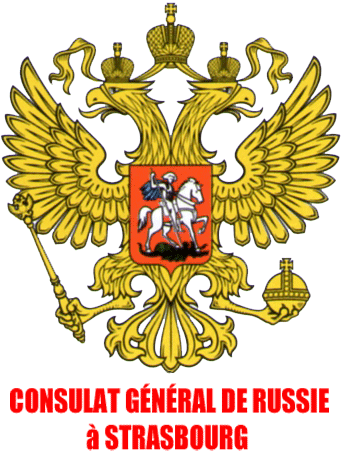 CONSULAT GÉNÉRAL DE RUSSIE
à STRASBOURG